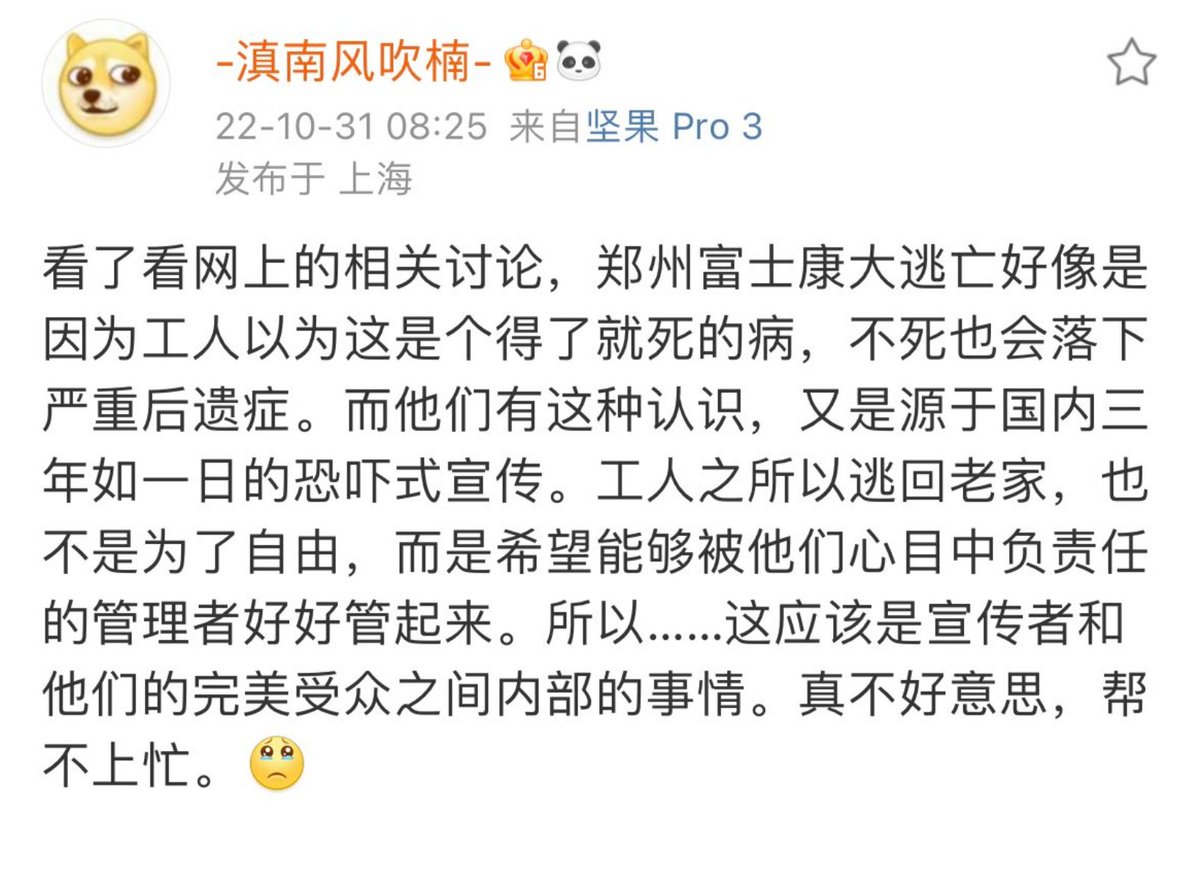 -滇南风吹楠- 6
22-10-31 08:25 来自坚果 Pro 3
发布于 上海
看了看网上的相关讨论，郑州富士康大逃亡好像是
因为工人以为这是个得了就死的病，不死也会落下
严重后遗症。而他们有这种认识，又是源于国内三
年如一日的恐吓式宣传。工人之所以逃回老家，也
不是为了自由，而是希望能够被他们心目中负责任
的管理者好好管起来。所以……这应该是宣传者和
他们的完美受众之间内部的事情。真不好意思，帮
不上忙。